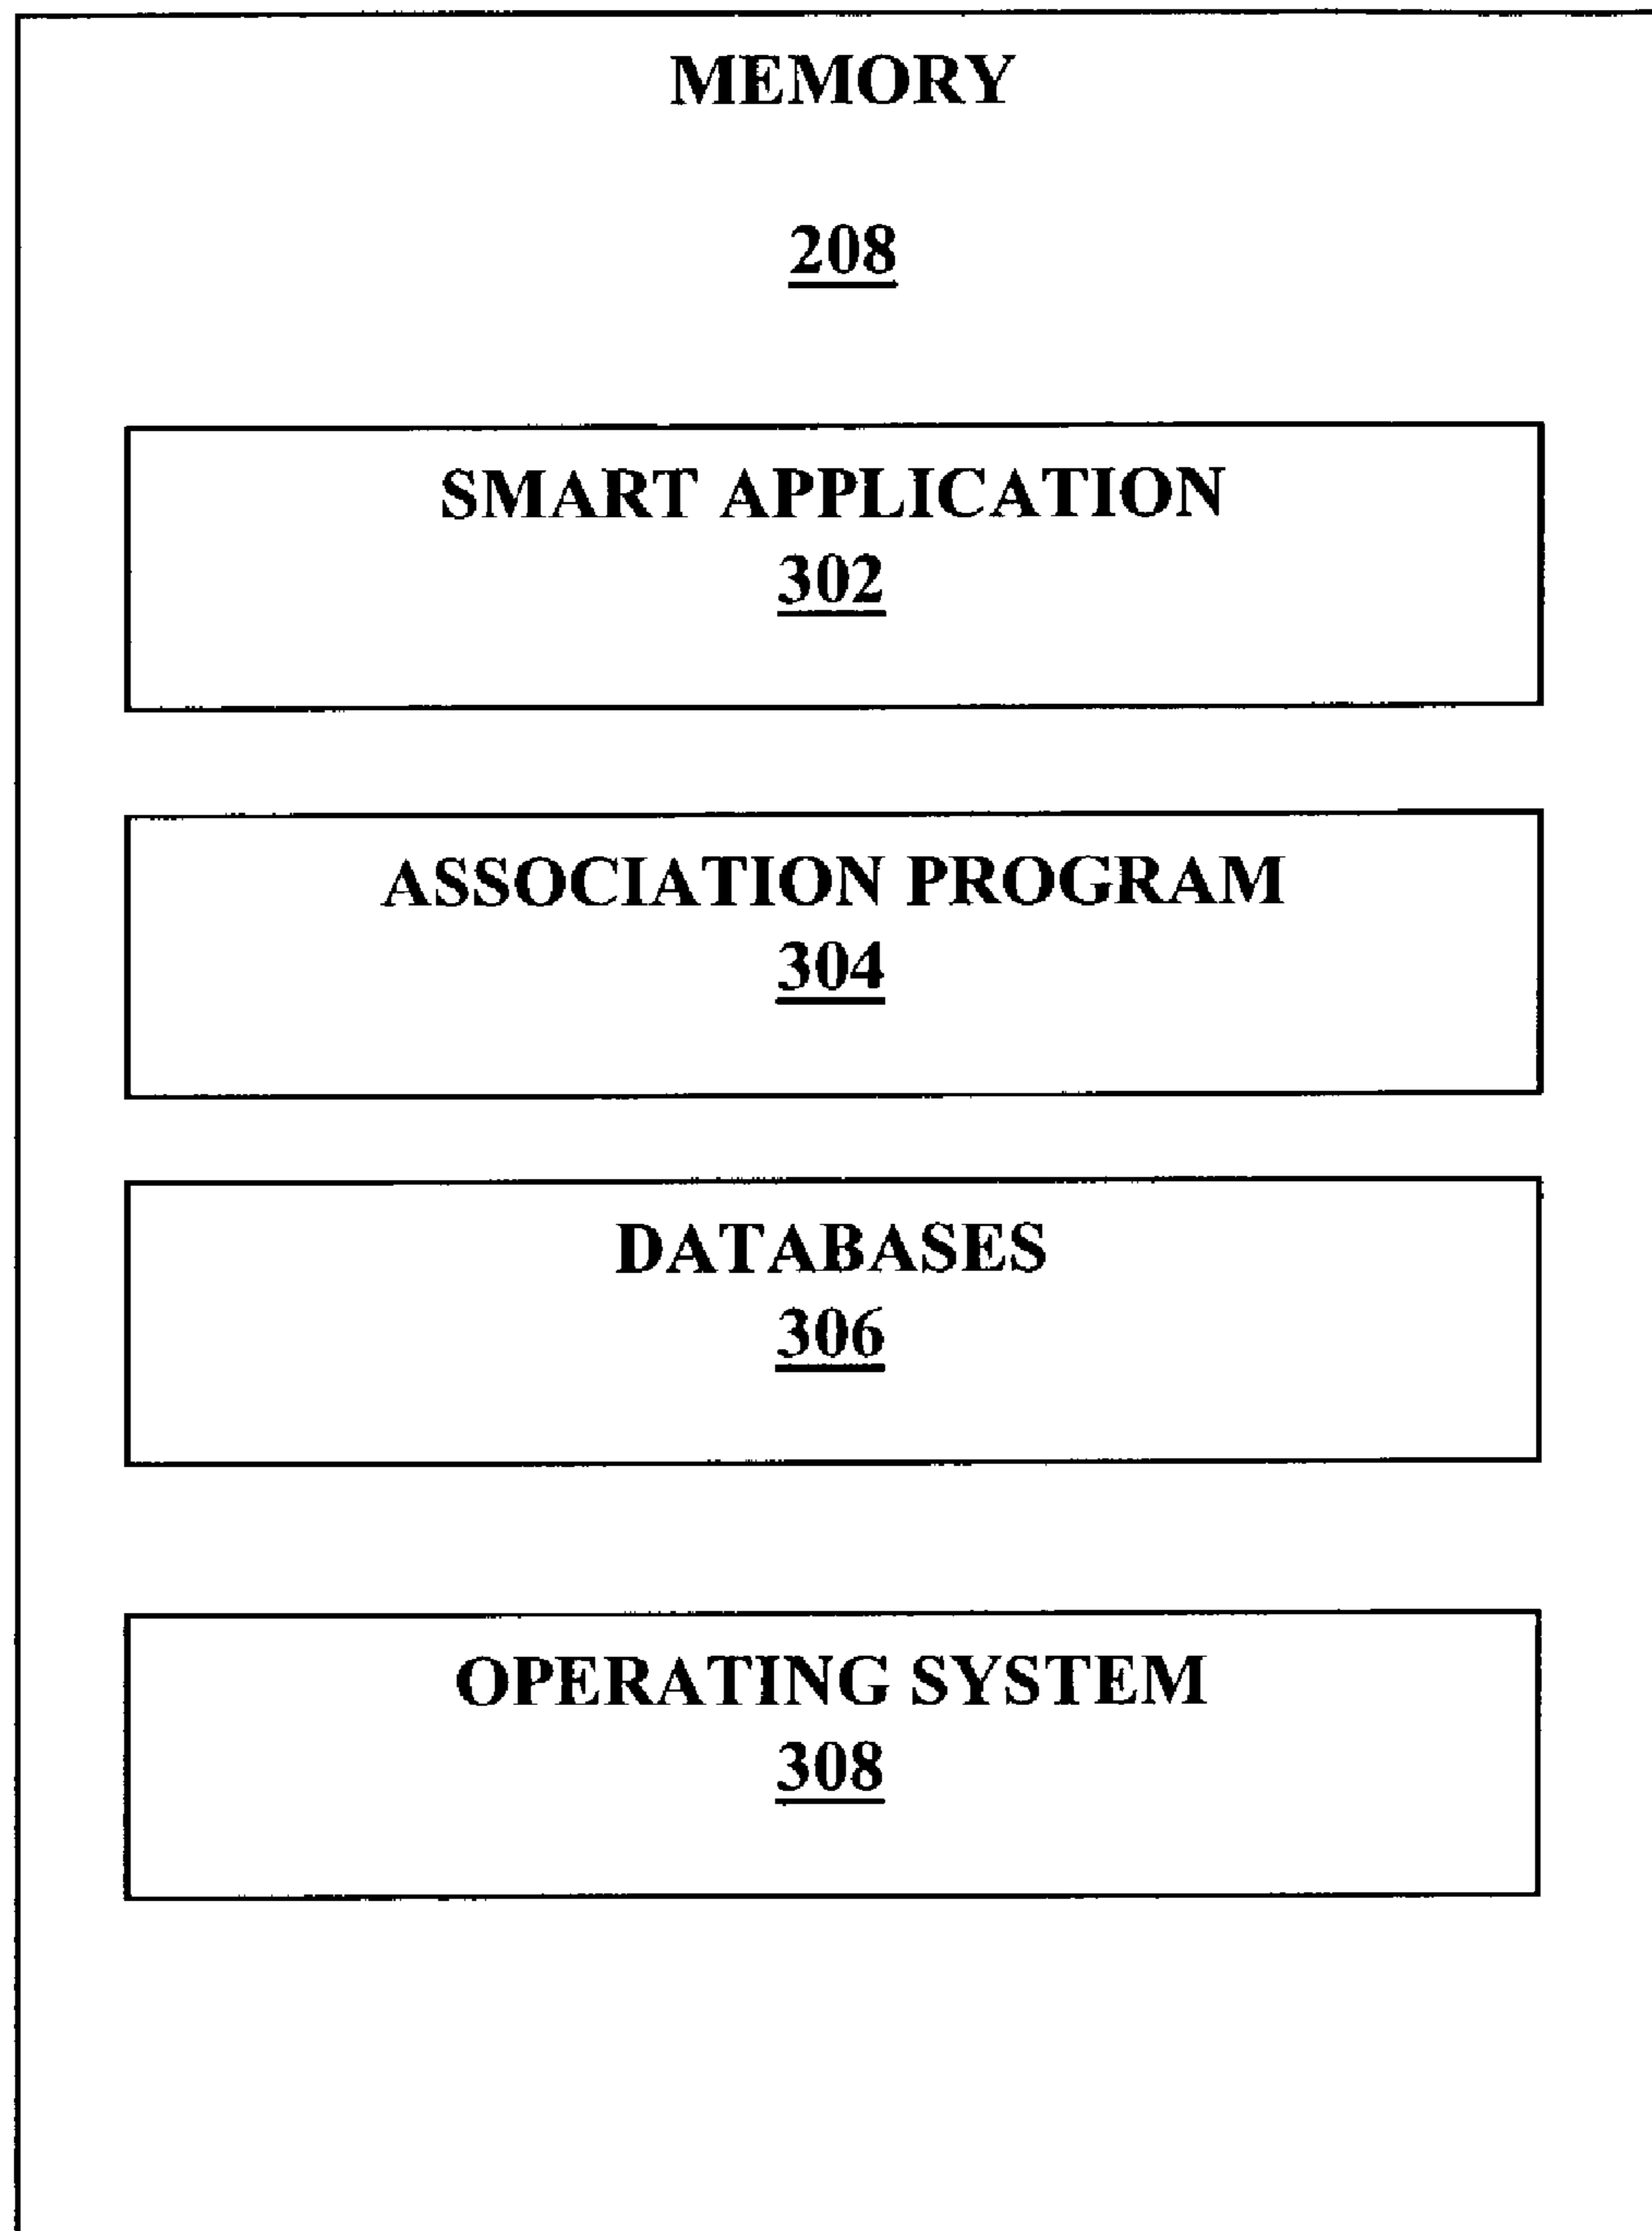 MEMORY
208
SMART APPLICATION
302
ASSOCIATION PROGRAM
304
DATABASES
306
OPERATING SYSTEM
308